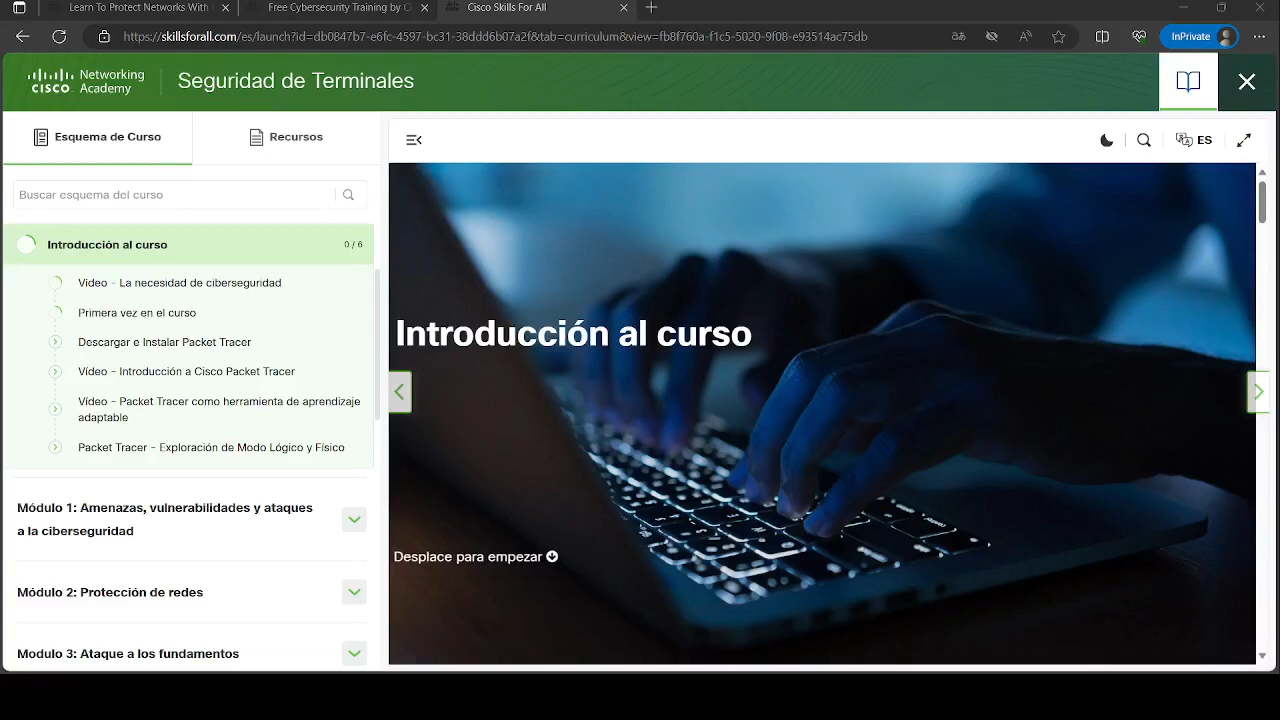 Learn To Protect Networks With
Free Cybersecurity Training by C
Cisco Skills For All
https://skillsforall.com/es/launch?id=db0847b7-e6fc-4597-bc31-38ddd6b07a2f&tab=curriculum&view=fb8f760a-f1c5-5020-9f08-e93514ac75db
InPrivate
cisco
Networking
Academy
Seguridad de Terminales
Esquema de Curso
Recursos
ES
Buscar esquema del curso
Introducción al curso
0 / 6
Vídeo - La necesidad de ciberseguridad
Primera vez en el curso
Descargar e Instalar Packet Tracer
Vídeo - Introducción a Cisco Packet Tracer
Vídeo - Packet Tracer como herramienta de aprendizaje
adaptable
Packet Tracer - Exploración de Modo Lógico y Físico
Módulo 1: Amenazas, vulnerabilidades y ataques
a la ciberseguridad
Módulo 2: Protección de redes
Modulo 3: Ataque a los fundamentos
Introducción al curso
Desplace para empezar